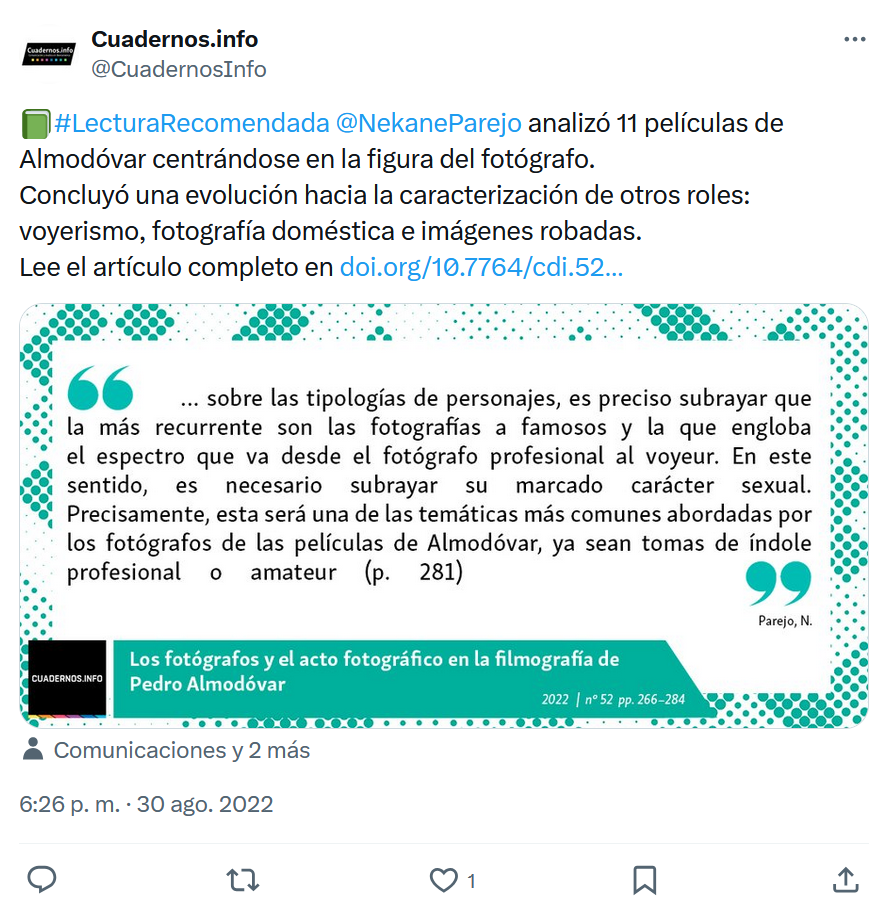 Cuadernos.info
Cuadernos.info
@CuadernosInfo
#LecturaRecomendada @NekaneParejo analizó 11 películas de
Almodóvar centrándose en la figura del fotógrafo.
Concluyó una evolución hacia la caracterización de otros roles:
voyerismo, fotografía doméstica e imágenes robadas.
Lee el artículo completo en doi.org/10.7764/cdi.52...
“ ... sobre las tipologías de personajes, es preciso subrayar que
la más recurrente son las fotografías a famosos y la que engloba
el espectro que va desde el fotógrafo profesional al voyeur. En este
sentido, es necesario subrayar su marcado carácter sexual.
Precisamente, esta será una de las temáticas más comunes abordadas por
los fotógrafos de las películas de Almodóvar, ya sean tomas de índole
profesional o amateur (p. 281) ”
Parejo, N.
CUADERNOS.INFO
Los fotógrafos y el acto fotográfico en la filmografía de
Pedro Almodóvar
2022 | nº 52 pp. 266–284
Comunicaciones y 2 más
6:26 p. m. · 30 ago. 2022
1